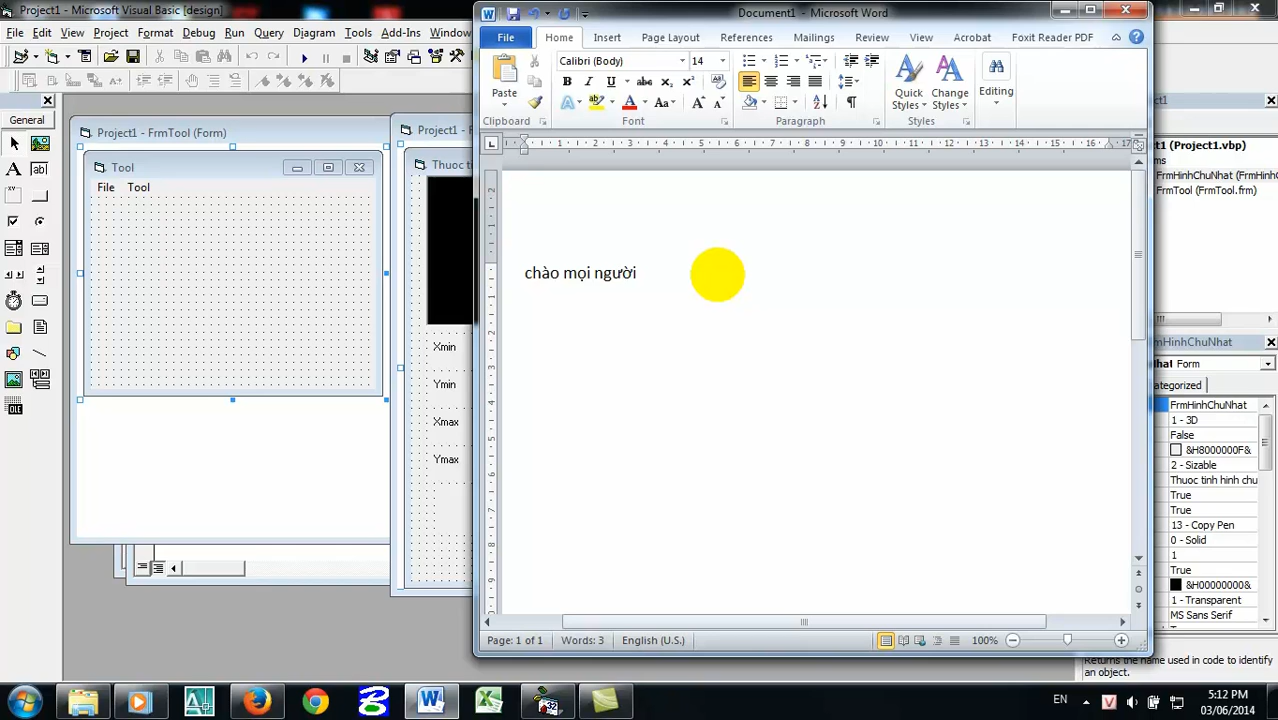 Project1 - Microsoft Visual Basic [design]
File Edit View Project Format Debug Run Query Diagram Tools Add-Ins Window
General
Project1 - FrmTool (Form)
Tool
File Tool
Project1 - F
Thuoc ti
Xmin
Ymin
Xmax
Ymax
Document1 - Microsoft Word
File Home Insert Page Layout References Mailings Review View Acrobat Foxit Reader PDF
Paste
Clipboard
Calibri (Body) 14
Font
Paragraph
Quick Styles
Change Styles
Styles
Editing
chào mọi người
Page: 1 of 1 Words: 3 English (U.S.) 100%
ct1
t1 (Project1.vbp)
ms
FrmHinhChuNhat (FrmHinhCh
FrmTool (FrmTool.frm)
mHinhChuNhat
hat Form
ategorized
FrmHinhChuNhat
1 - 3D
False
&H8000000F&
2 - Sizable
Thuoc tinh hinh chu
True
True
13 - Copy Pen
0 - Solid
1
True
&H00000000&
1 - Transparent
MS Sans Serif
Returns the name used in code to identify
an object.
EN
5:12 PM
03/06/2014